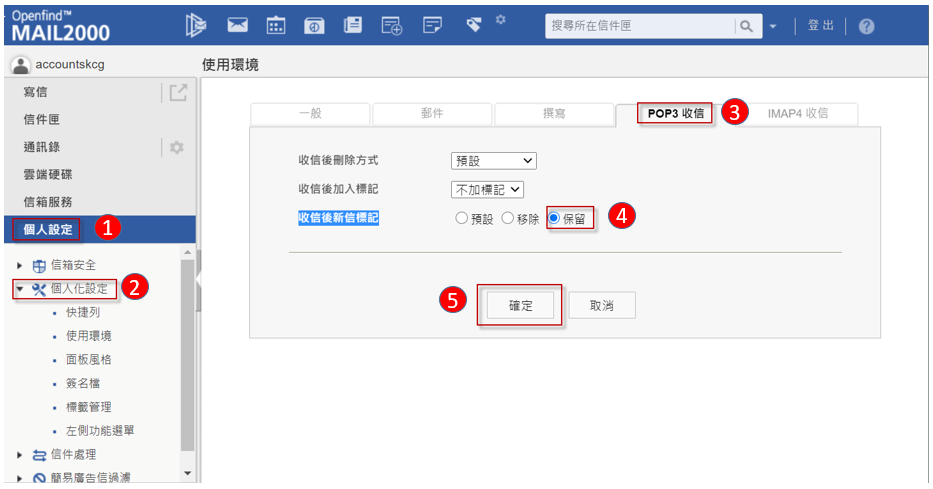 Openfind™
MAIL2000
搜尋所在信件匣
登出
?
accountskcg
使用環境
寫信
信件匣
通訊錄
雲端硬碟
信箱服務
個人設定
1
信箱安全
個人化設定
2
快捷列
使用環境
面板風格
簽名檔
標籤管理
左側功能選單
信件處理
簡易廣告信過濾
一般
郵件
撰寫
POP3 收信
3
IMAP4 收信
收信後刪除方式
預設
收信後加入標記
不加標記
收信後新信標記
預設
移除
保留
4
5
確定
取消